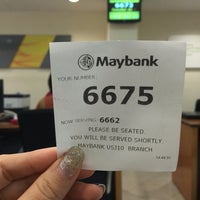 6675
Maybank
YOUR NUMBER:
6675
NOW SERVING: 6662
PLEASE BE SEATED.
YOU WILL BE SERVED SHORTLY.
MAYBANK USJ10 BRANCH